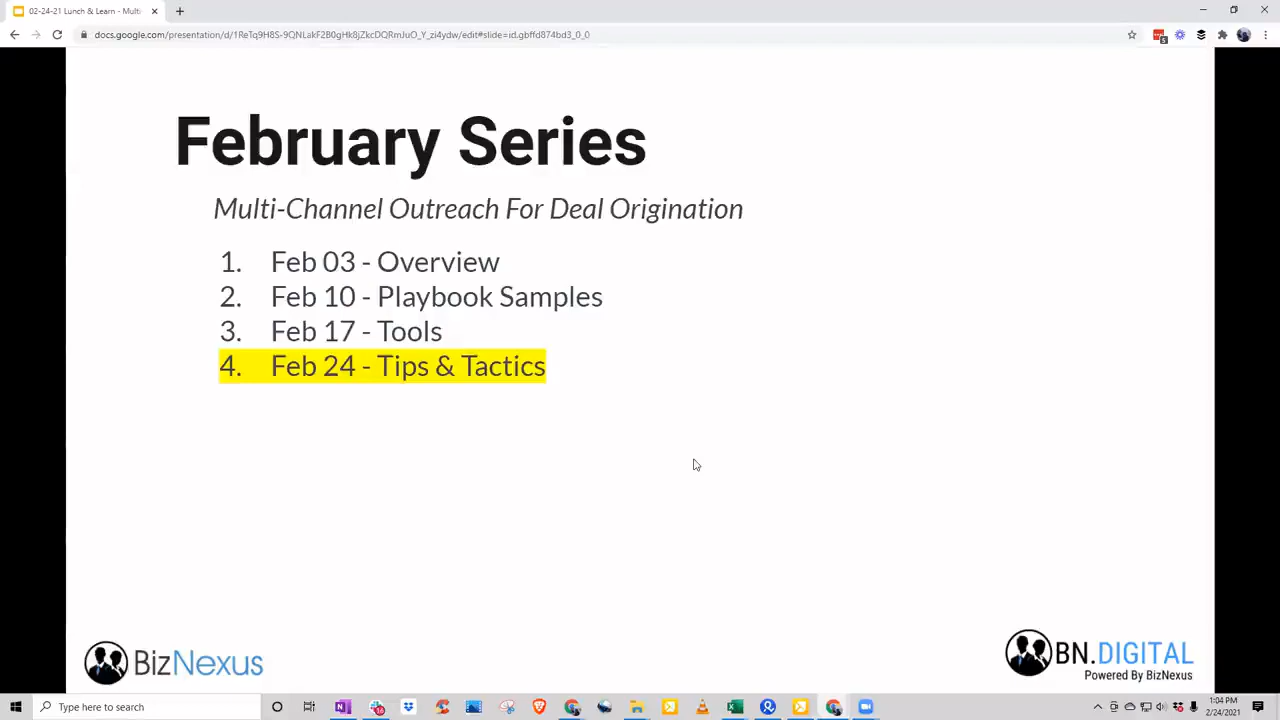 02-24-21 Lunch & Learn - Multi
docs.google.com/presentation/d/1ReTq9H8S-9QNLakF2B0gHk8jZkcDQRmJuO_Y_zi4ydw/edit#slide=id.gbffd874bd3_0_0
February Series
Multi-Channel Outreach For Deal Origination
1. Feb 03 - Overview
2. Feb 10 - Playbook Samples
3. Feb 17 - Tools
4. Feb 24 - Tips & Tactics
BizNexus
BN.DIGITAL
Powered By BizNexus
Type here to search
1:04 PM
2/24/2021